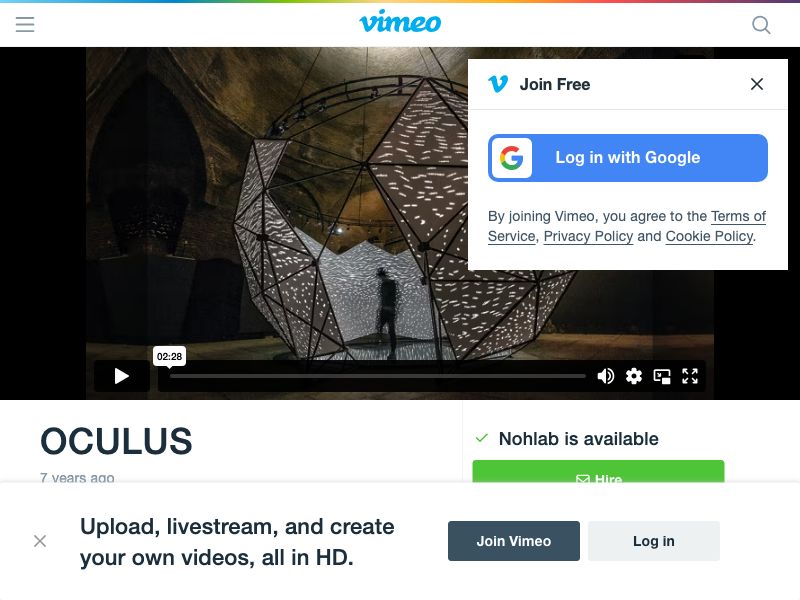 vimeo
Join Free
Log in with Google
By joining Vimeo, you agree to the Terms of
Service, Privacy Policy and Cookie Policy.
02:28
OCULUS
7 years ago
Nohlab is available
Hire
Upload, livestream, and create
your own videos, all in HD.
Join Vimeo
Log in